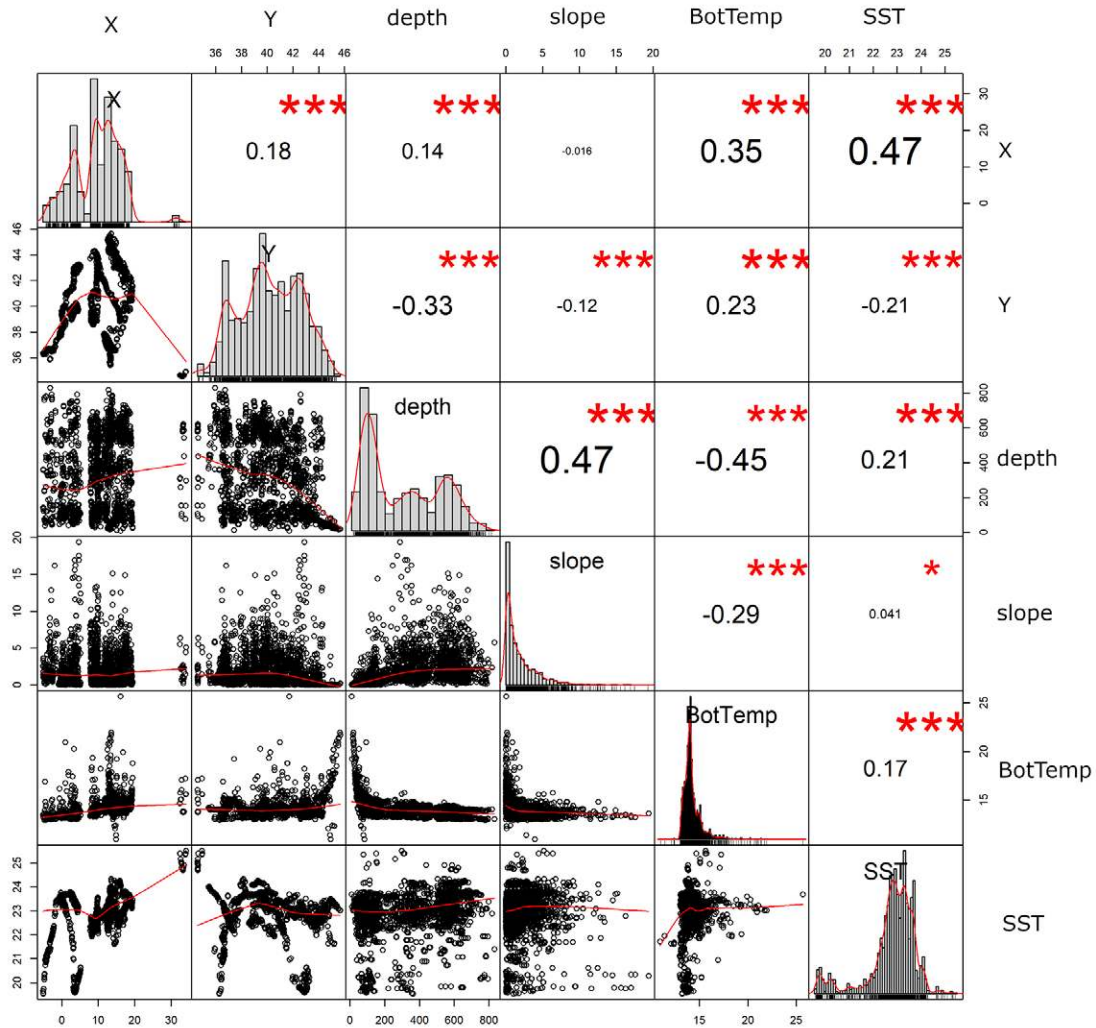 X Y depth slope BotTemp SST
36 38 40 42 44 46 0 5 10 15 20 20 21 22 23 24 25
X *** *** *** ***
0.18 0.14 -0.016 0.35 0.47 X
0 10 20 30
Y *** *** *** ***
-0.33 -0.12 0.23 -0.21 Y
36 38 40 42 44 46
depth *** *** ***
0.47 -0.45 0.21 depth
0 200 400 600 800
slope *** *
-0.29 0.041 slope
0 5 10 15 20
BotTemp ***
0.17 BotTemp
15 20 25
SST
SST
20 21 22 23 24 25
0 10 20 30 0 200 400 600 800 15 20 25